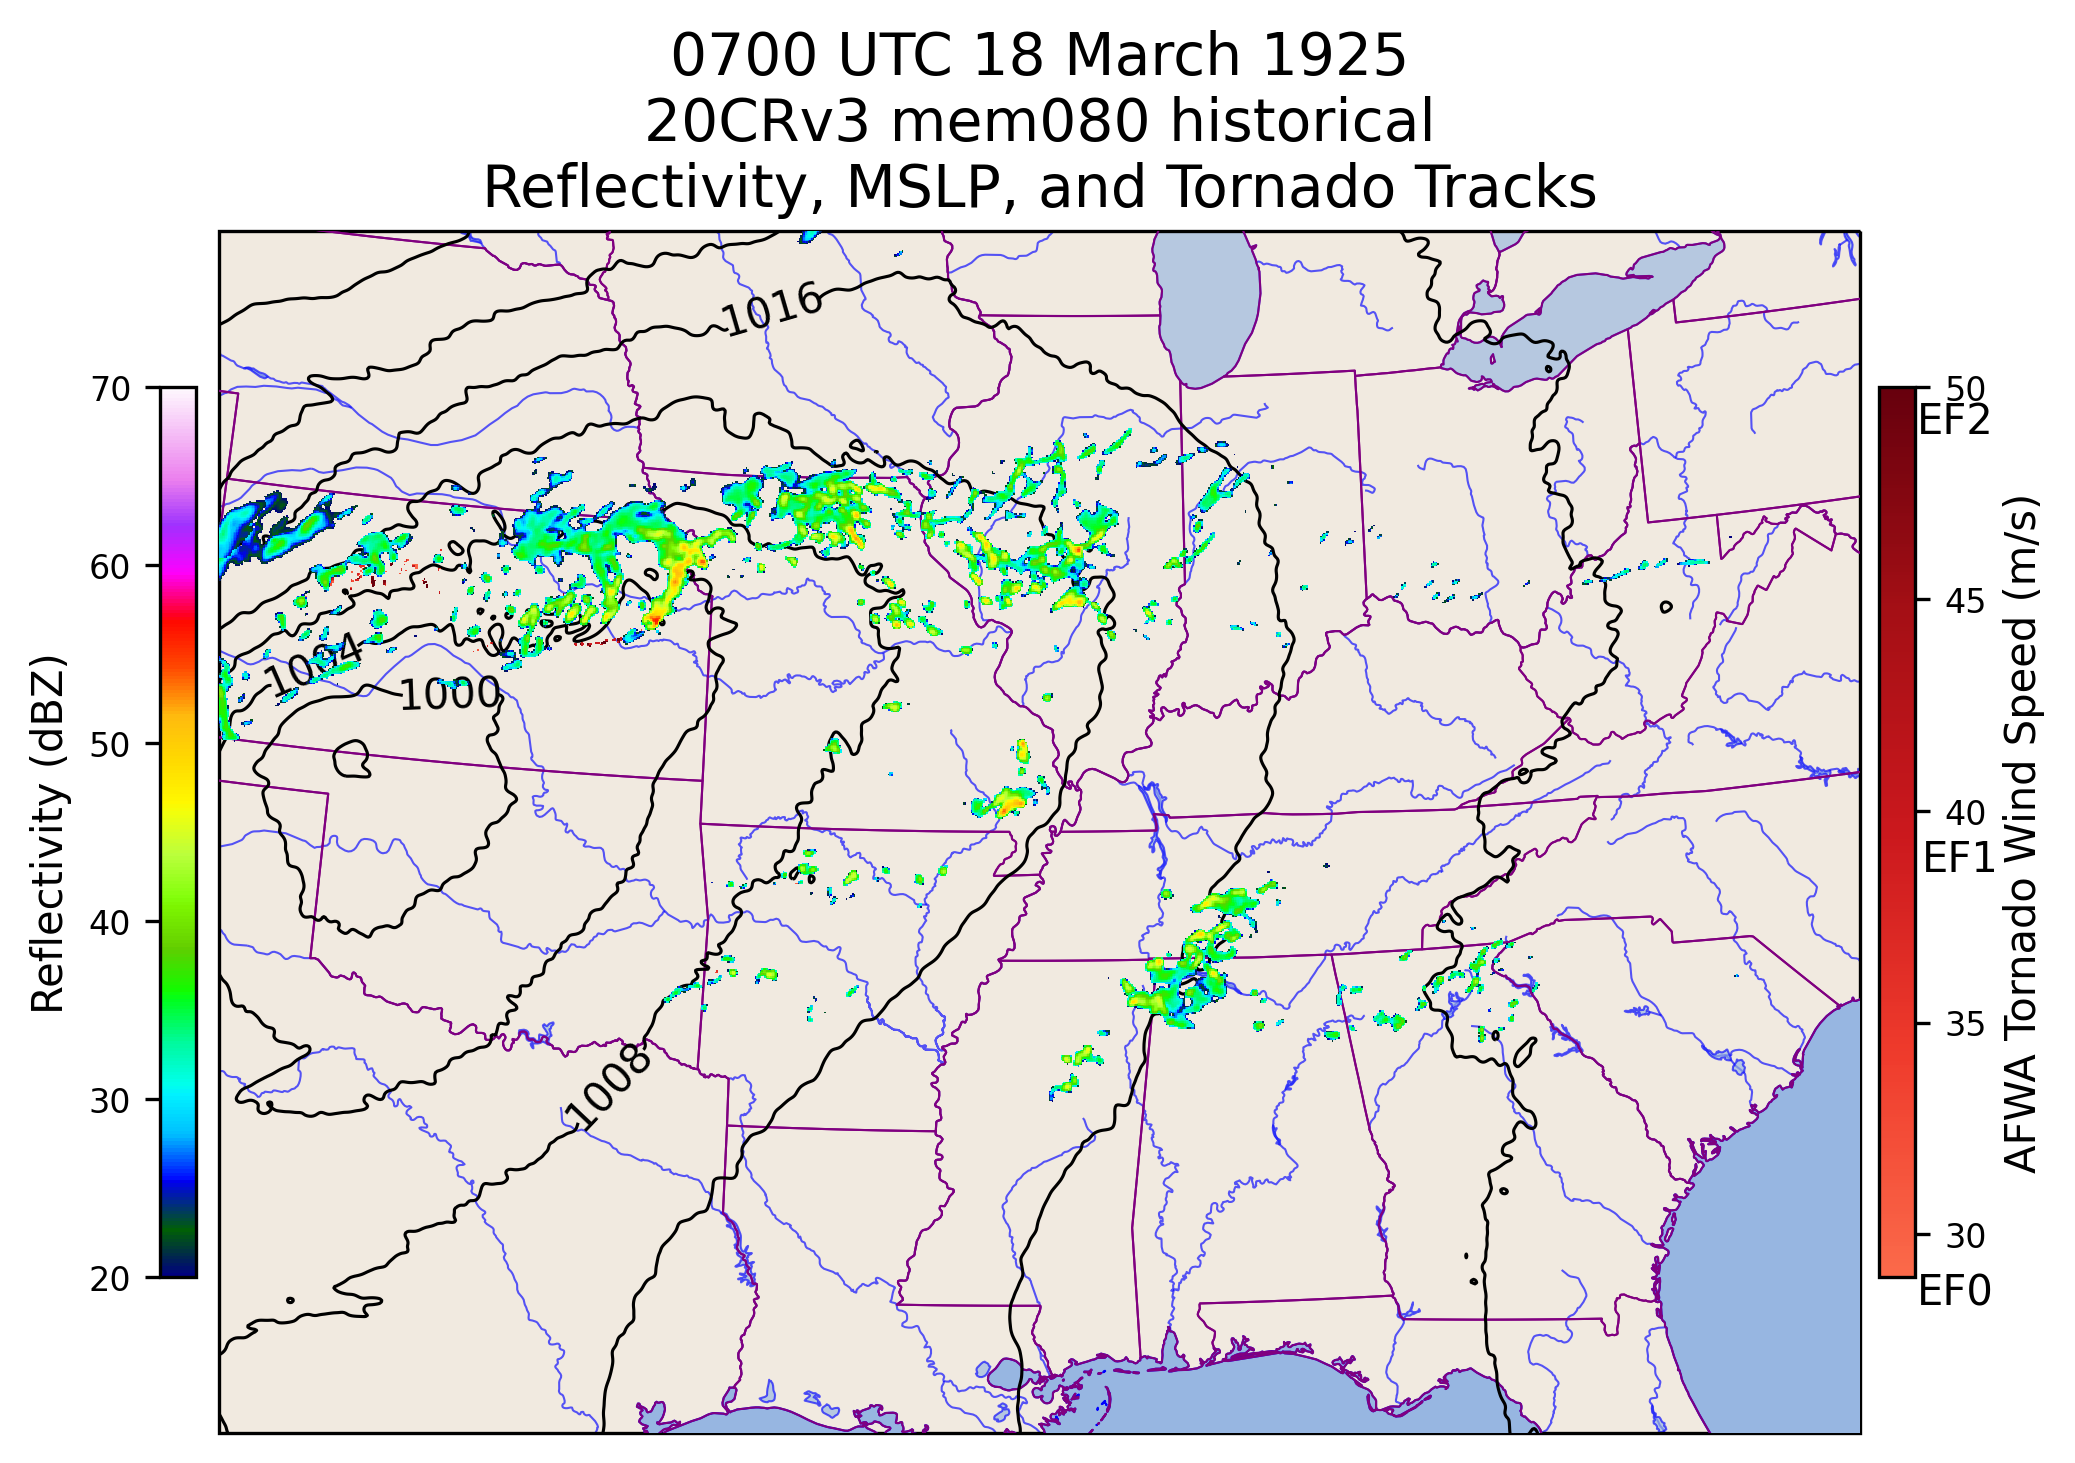 0700 UTC 18 March 1925
20CRv3 mem080 historical
Reflectivity, MSLP, and Tornado Tracks
1016
1004
1000
1008
70
60
50
40
30
20
Reflectivity (dBZ)
50
EF2
45
40
EF1
35
30
EF0
AFWA Tornado Wind Speed (m/s)